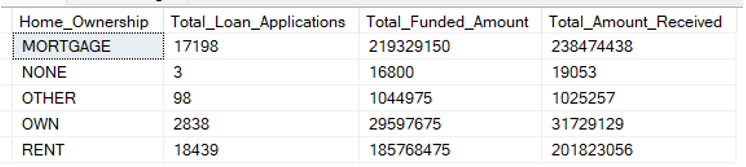 Home_Ownership Total_Loan_Applications Total_Funded_Amount Total_Amount_Received
MORTGAGE 17198 219329150 238474438
NONE 3 16800 19053
OTHER 98 1044975 1025257
OWN 2838 29597675 31729129
RENT 18439 185768475 201823056